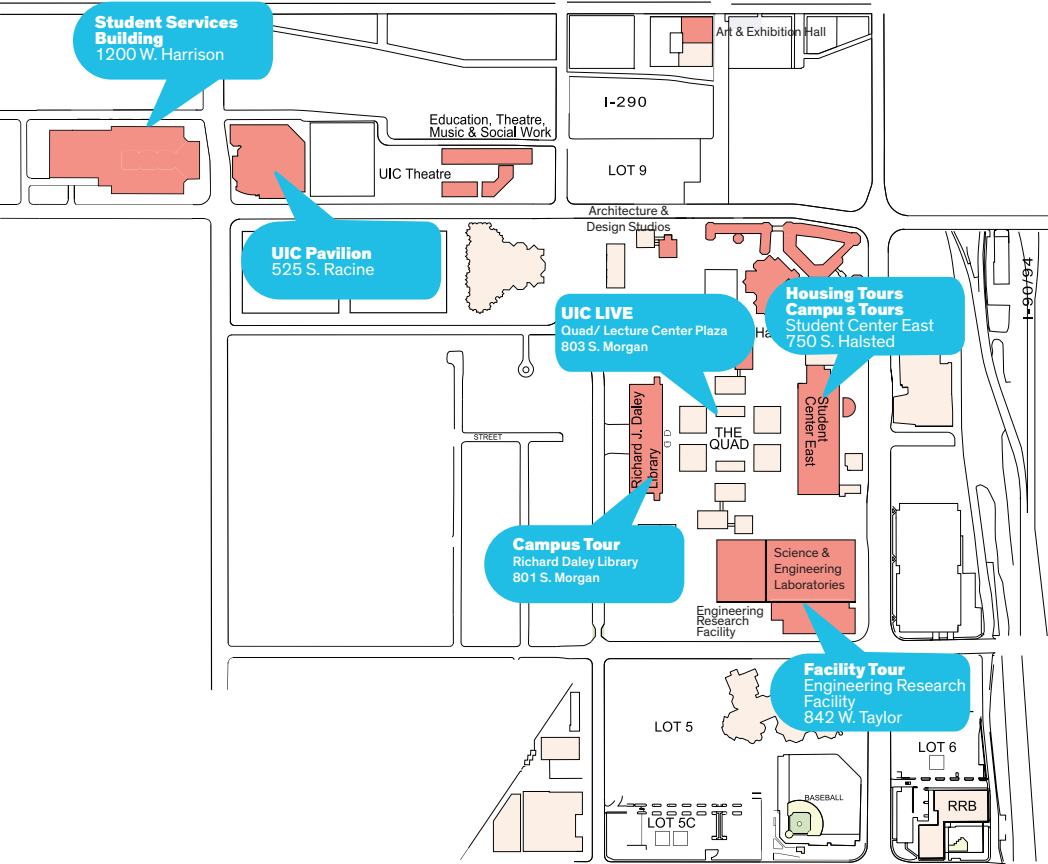 Student Services
Building
1200 W. Harrison
Art & Exhibition Hall
I-290
Education, Theatre,
Music & Social Work
UIC Theatre
LOT 9
Architecture &
Design Studios
UIC Pavilion
525 S. Racine
I-90/94
Housing Tours
Campu s Tours
Student Center East
750 S. Halsted
UIC LIVE
Quad/ Lecture Center Plaza
803 S. Morgan
Ha
Richard J. Daley
Library
THE
QUAD
Student
Center East
STREET
Campus Tour
Richard Daley Library
801 S. Morgan
Science &
Engineering
Laboratories
Engineering
Research
Facility
Facility Tour
Engineering Research
Facility
842 W. Taylor
LOT 5
LOT 6
BASEBALL
RRB
LOT 5C